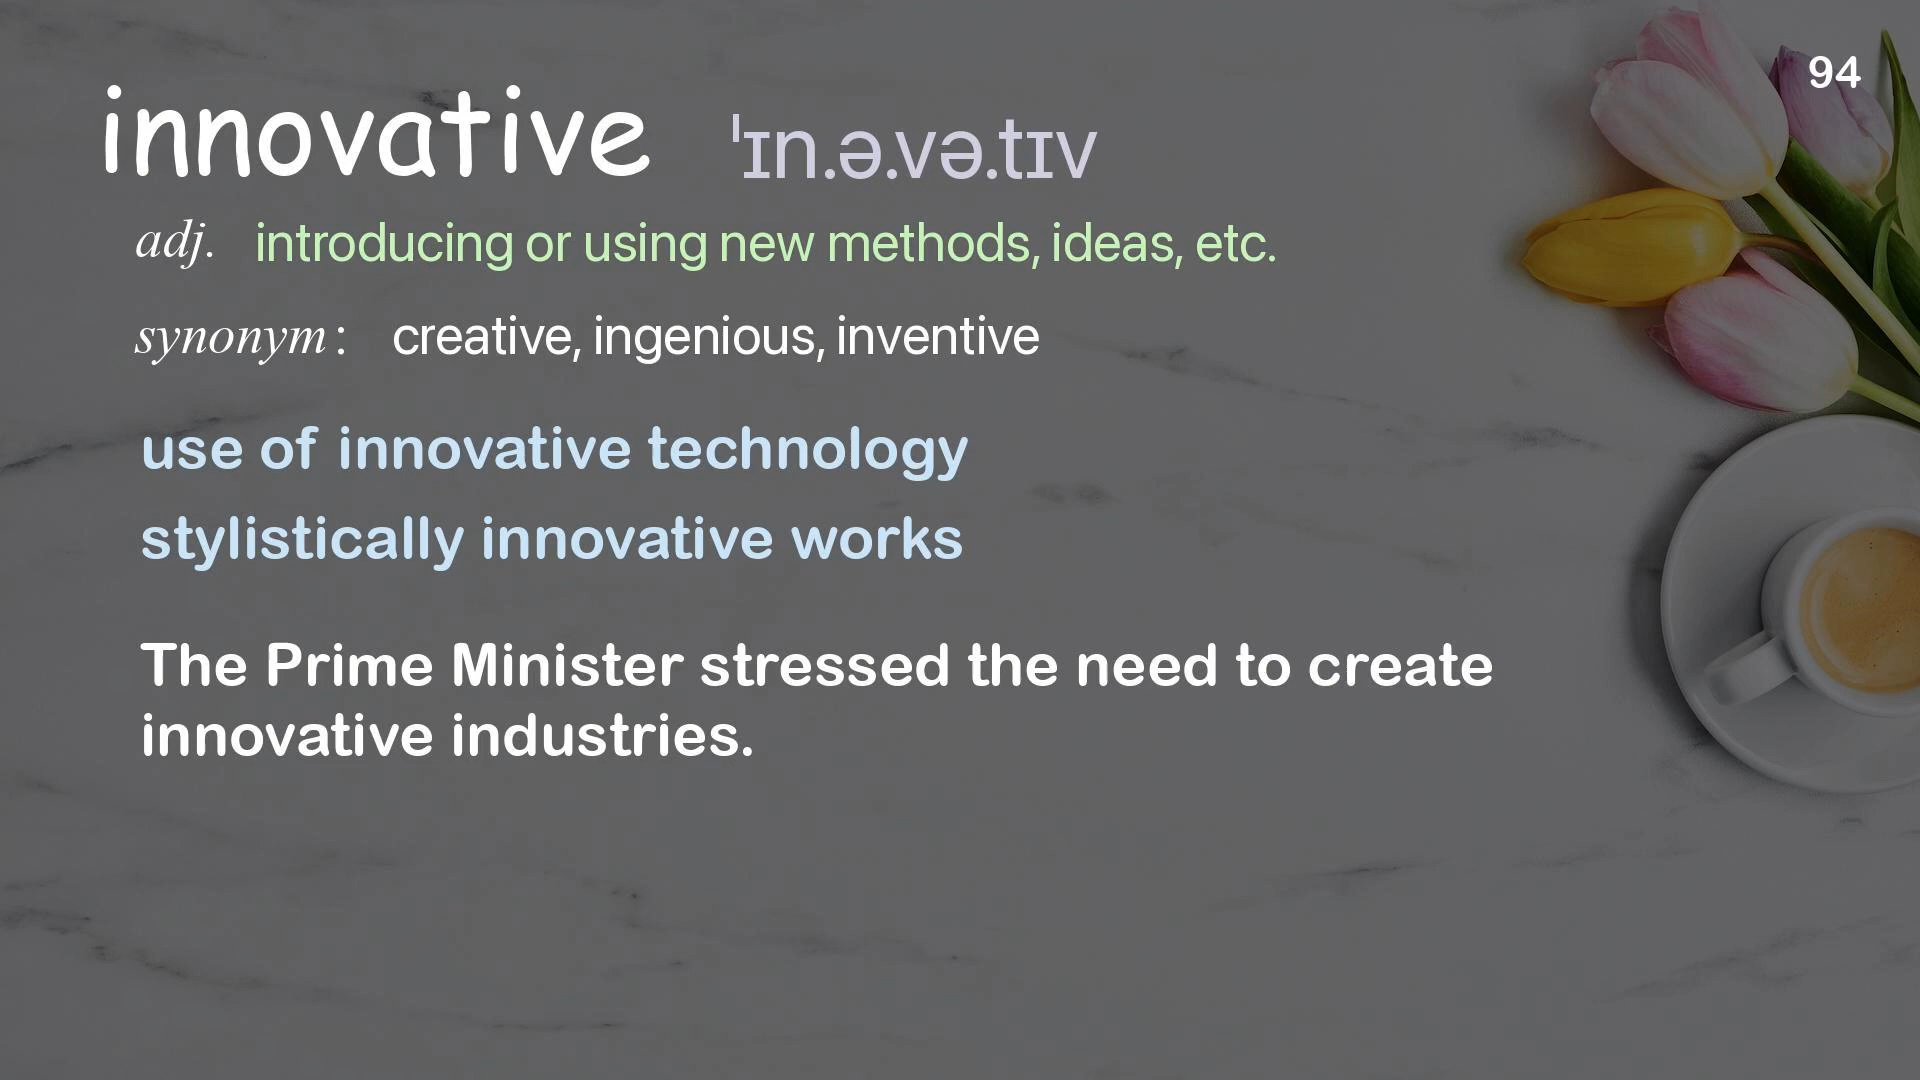 94
innovative ˈɪn.ə.və.tɪv
adj. introducing or using new methods, ideas, etc.
synonym : creative, ingenious, inventive
use of innovative technology
stylistically innovative works
The Prime Minister stressed the need to create
innovative industries.